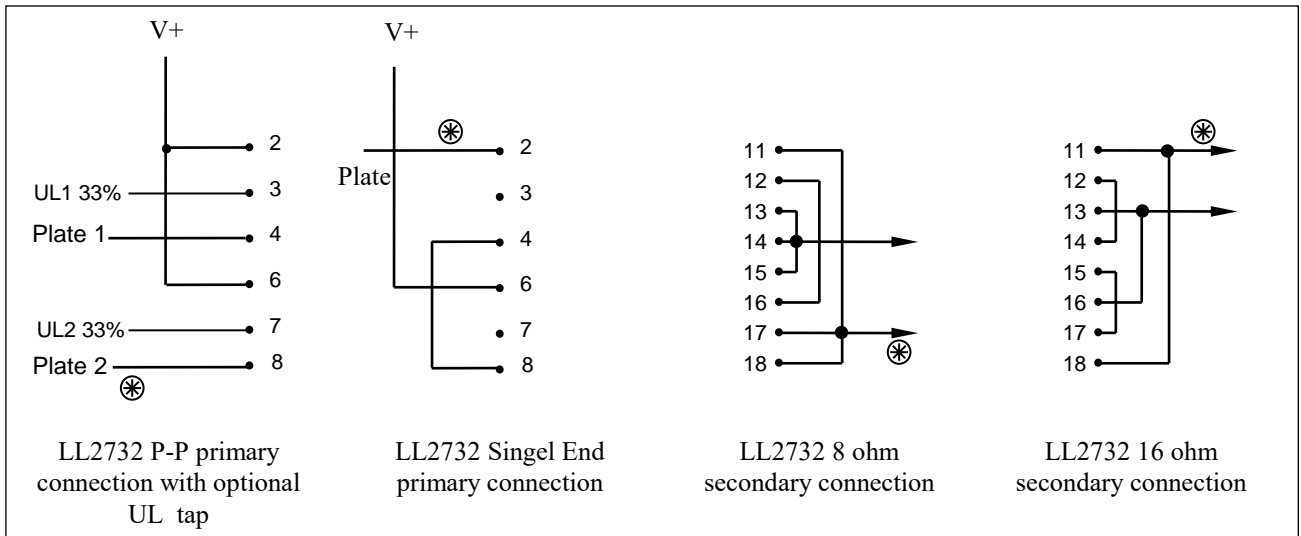 V+
2
UL1 33%
3
Plate 1
4
6
UL2 33%
7
Plate 2
8
LL2732 P-P primary
connection with optional
UL tap
V+
2
Plate
3
4
6
7
8
LL2732 Singel End
primary connection
11
12
13
14
15
16
17
18
LL2732 8 ohm
secondary connection
11
12
13
14
15
16
17
18
LL2732 16 ohm
secondary connection